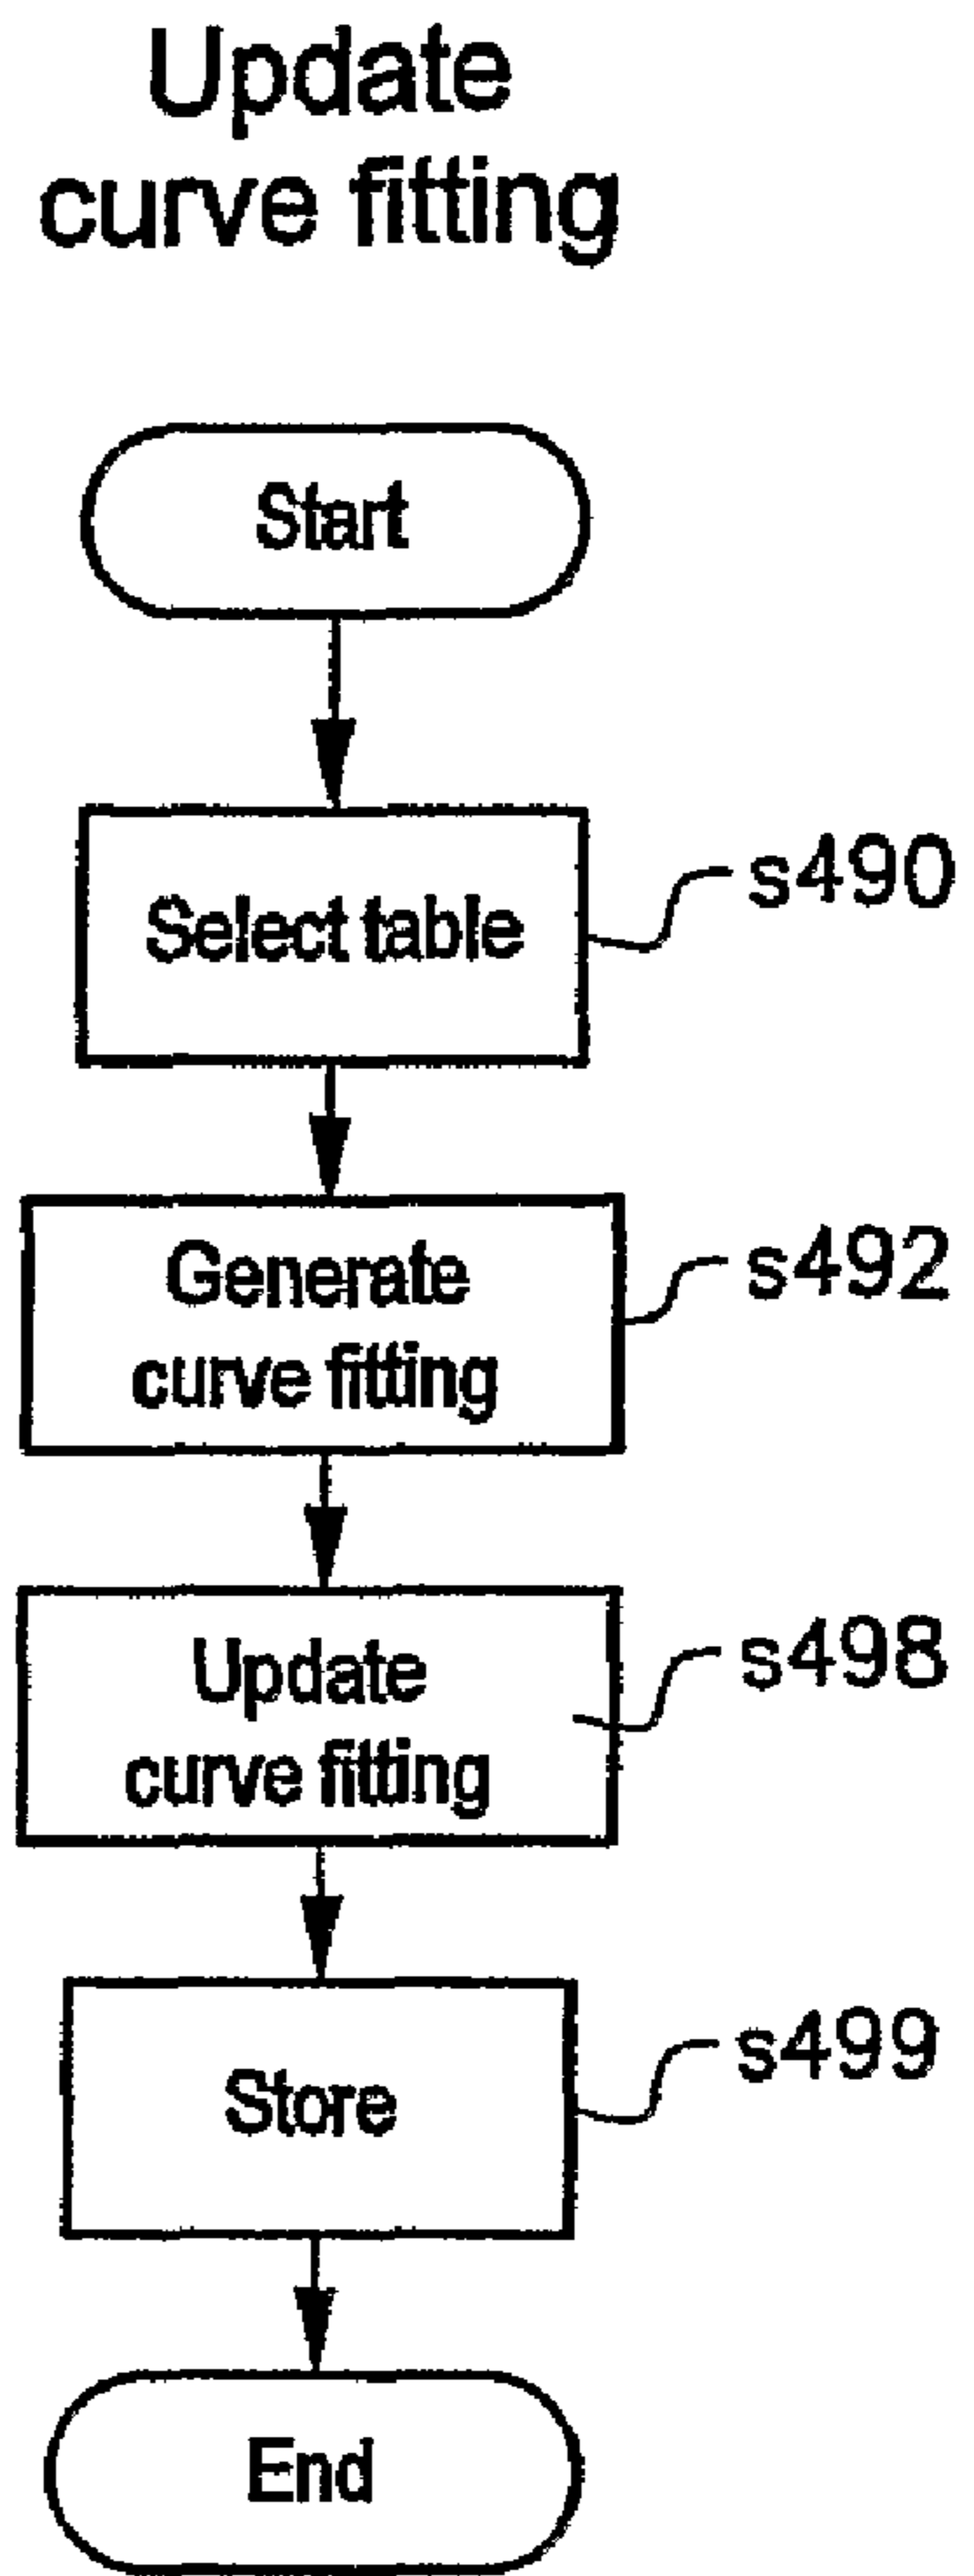 Update
curve fitting
Start
Select table
s490
Generate
curve fitting
s492
Update
curve fitting
s498
Store
s499
End